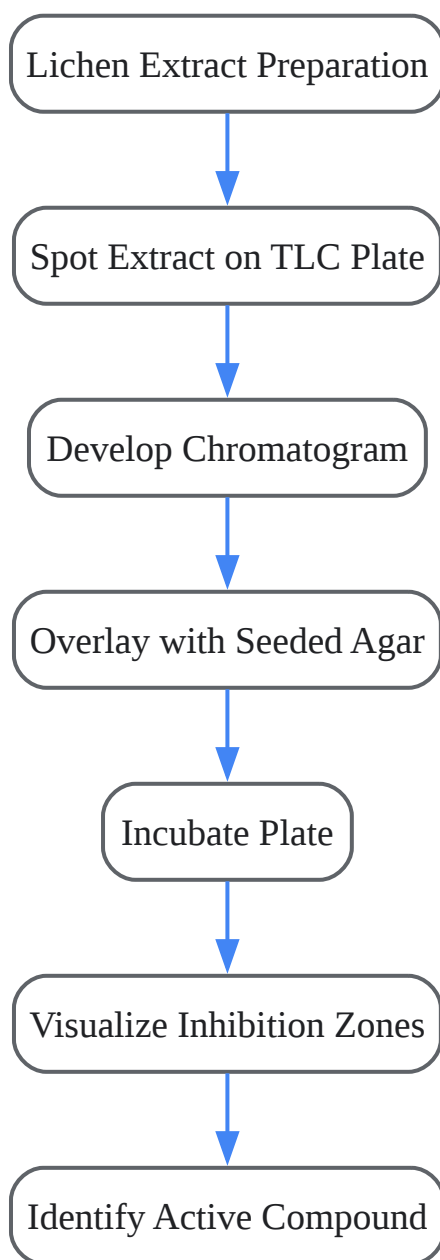 Lichen Extract Preparation
Spot Extract on TLC Plate
Develop Chromatogram
Overlay with Seeded Agar
Incubate Plate
Visualize Inhibition Zones
Identify Active Compound